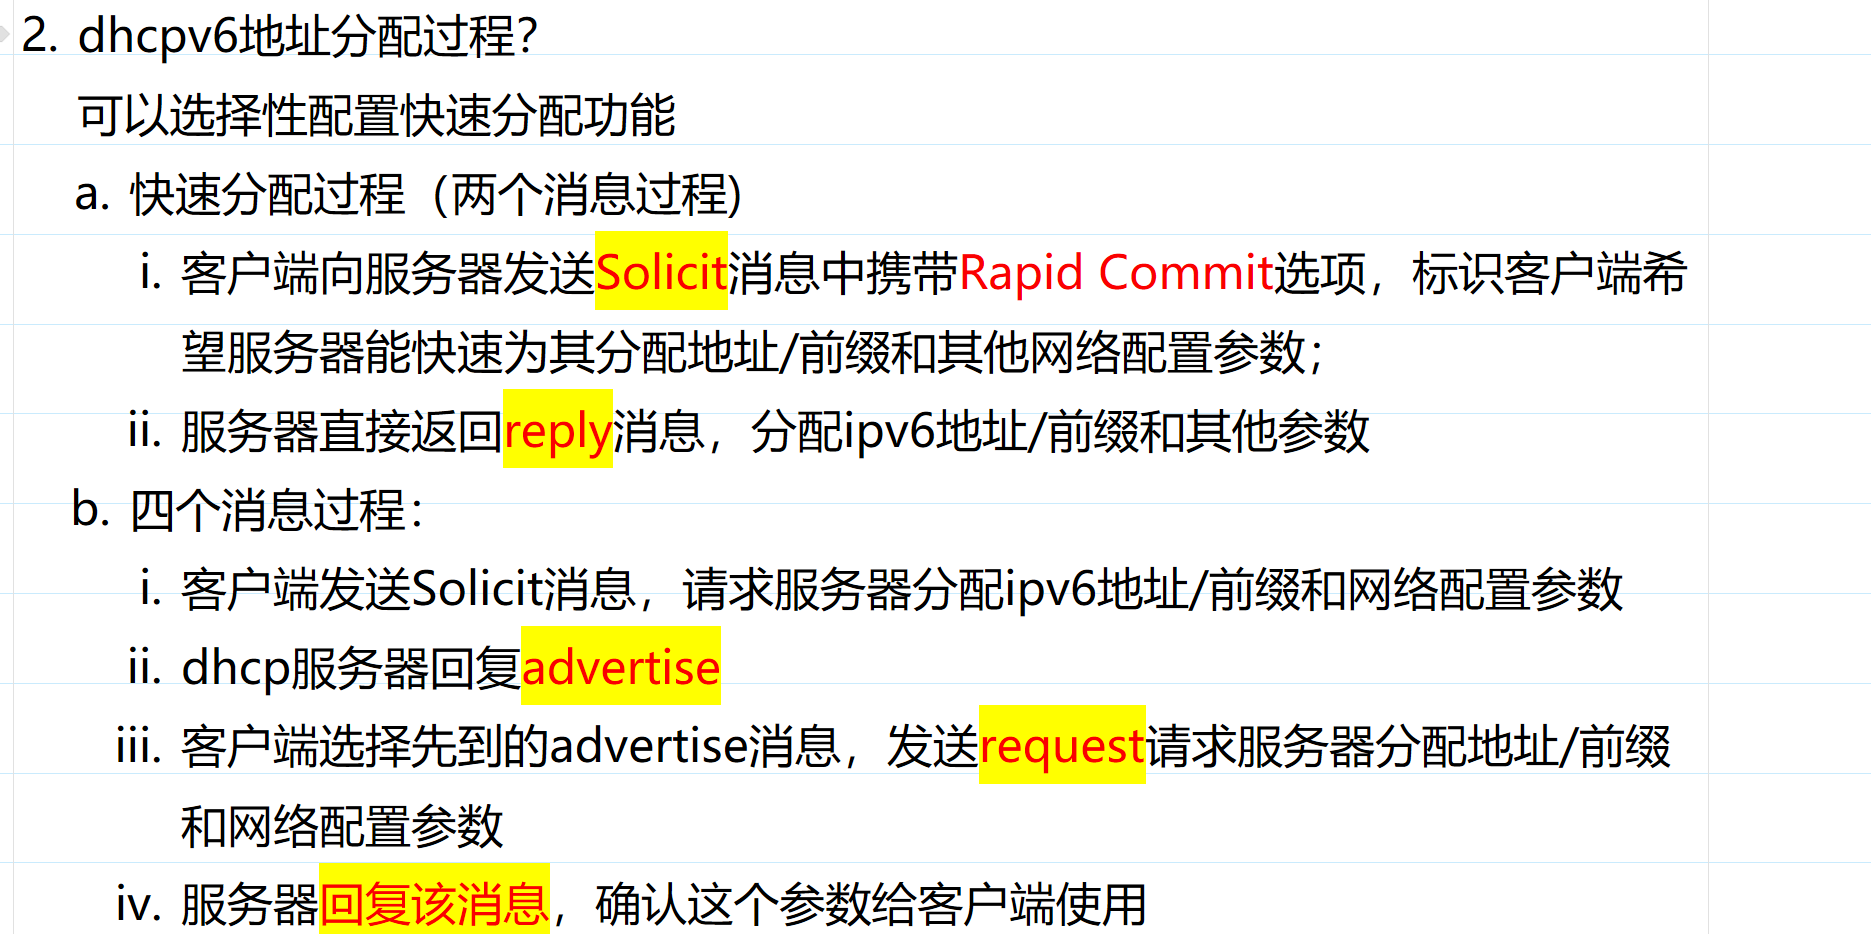 2. dhcpv6地址分配过程？
可以选择性配置快速分配功能
a. 快速分配过程（两个消息过程)
i. 客户端向服务器发送Solicit消息中携带Rapid Commit选项，标识客户端希
望服务器能快速为其分配地址/前缀和其他网络配置参数；
ii. 服务器直接返回reply消息，分配ipv6地址/前缀和其他参数
b. 四个消息过程：
i. 客户端发送Solicit消息，请求服务器分配ipv6地址/前缀和网络配置参数
ii. dhcp服务器回复advertise
iii. 客户端选择先到的advertise消息，发送request请求服务器分配地址/前缀
和网络配置参数
iv. 服务器回复该消息，确认这个参数给客户端使用